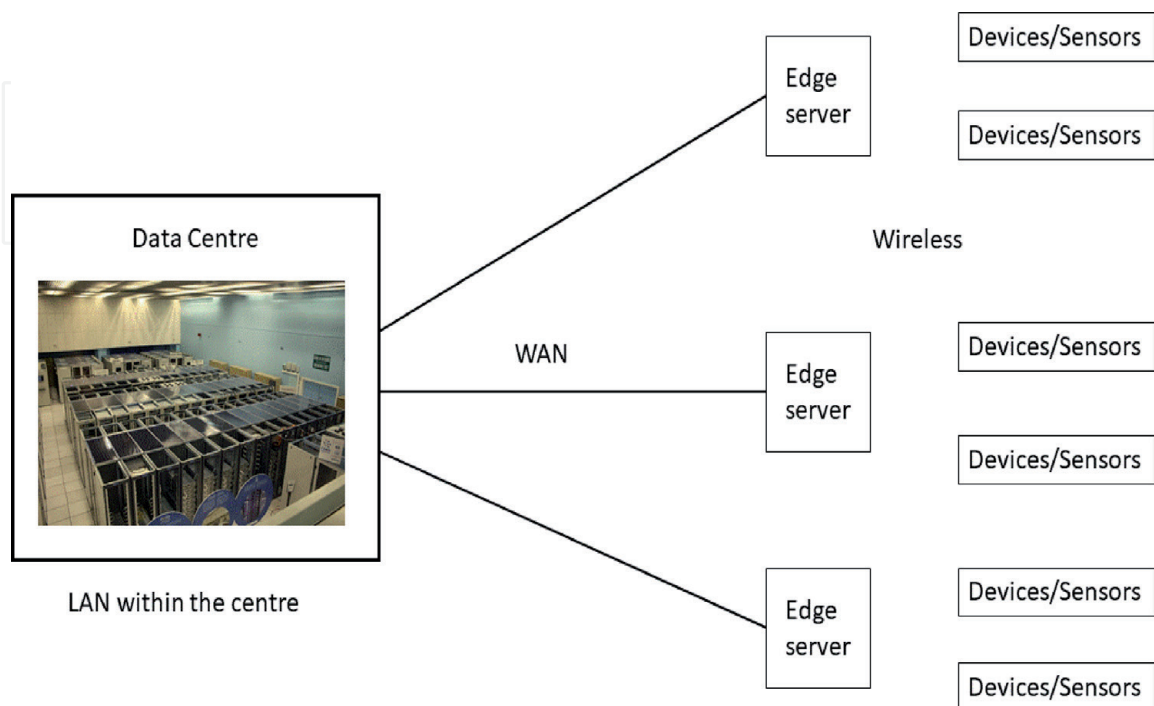 Devices/Sensors
Edge
server
Devices/Sensors
Data Centre
Wireless
WAN
Devices/Sensors
Edge
server
Devices/Sensors
LAN within the centre
Devices/Sensors
Edge
server
Devices/Sensors